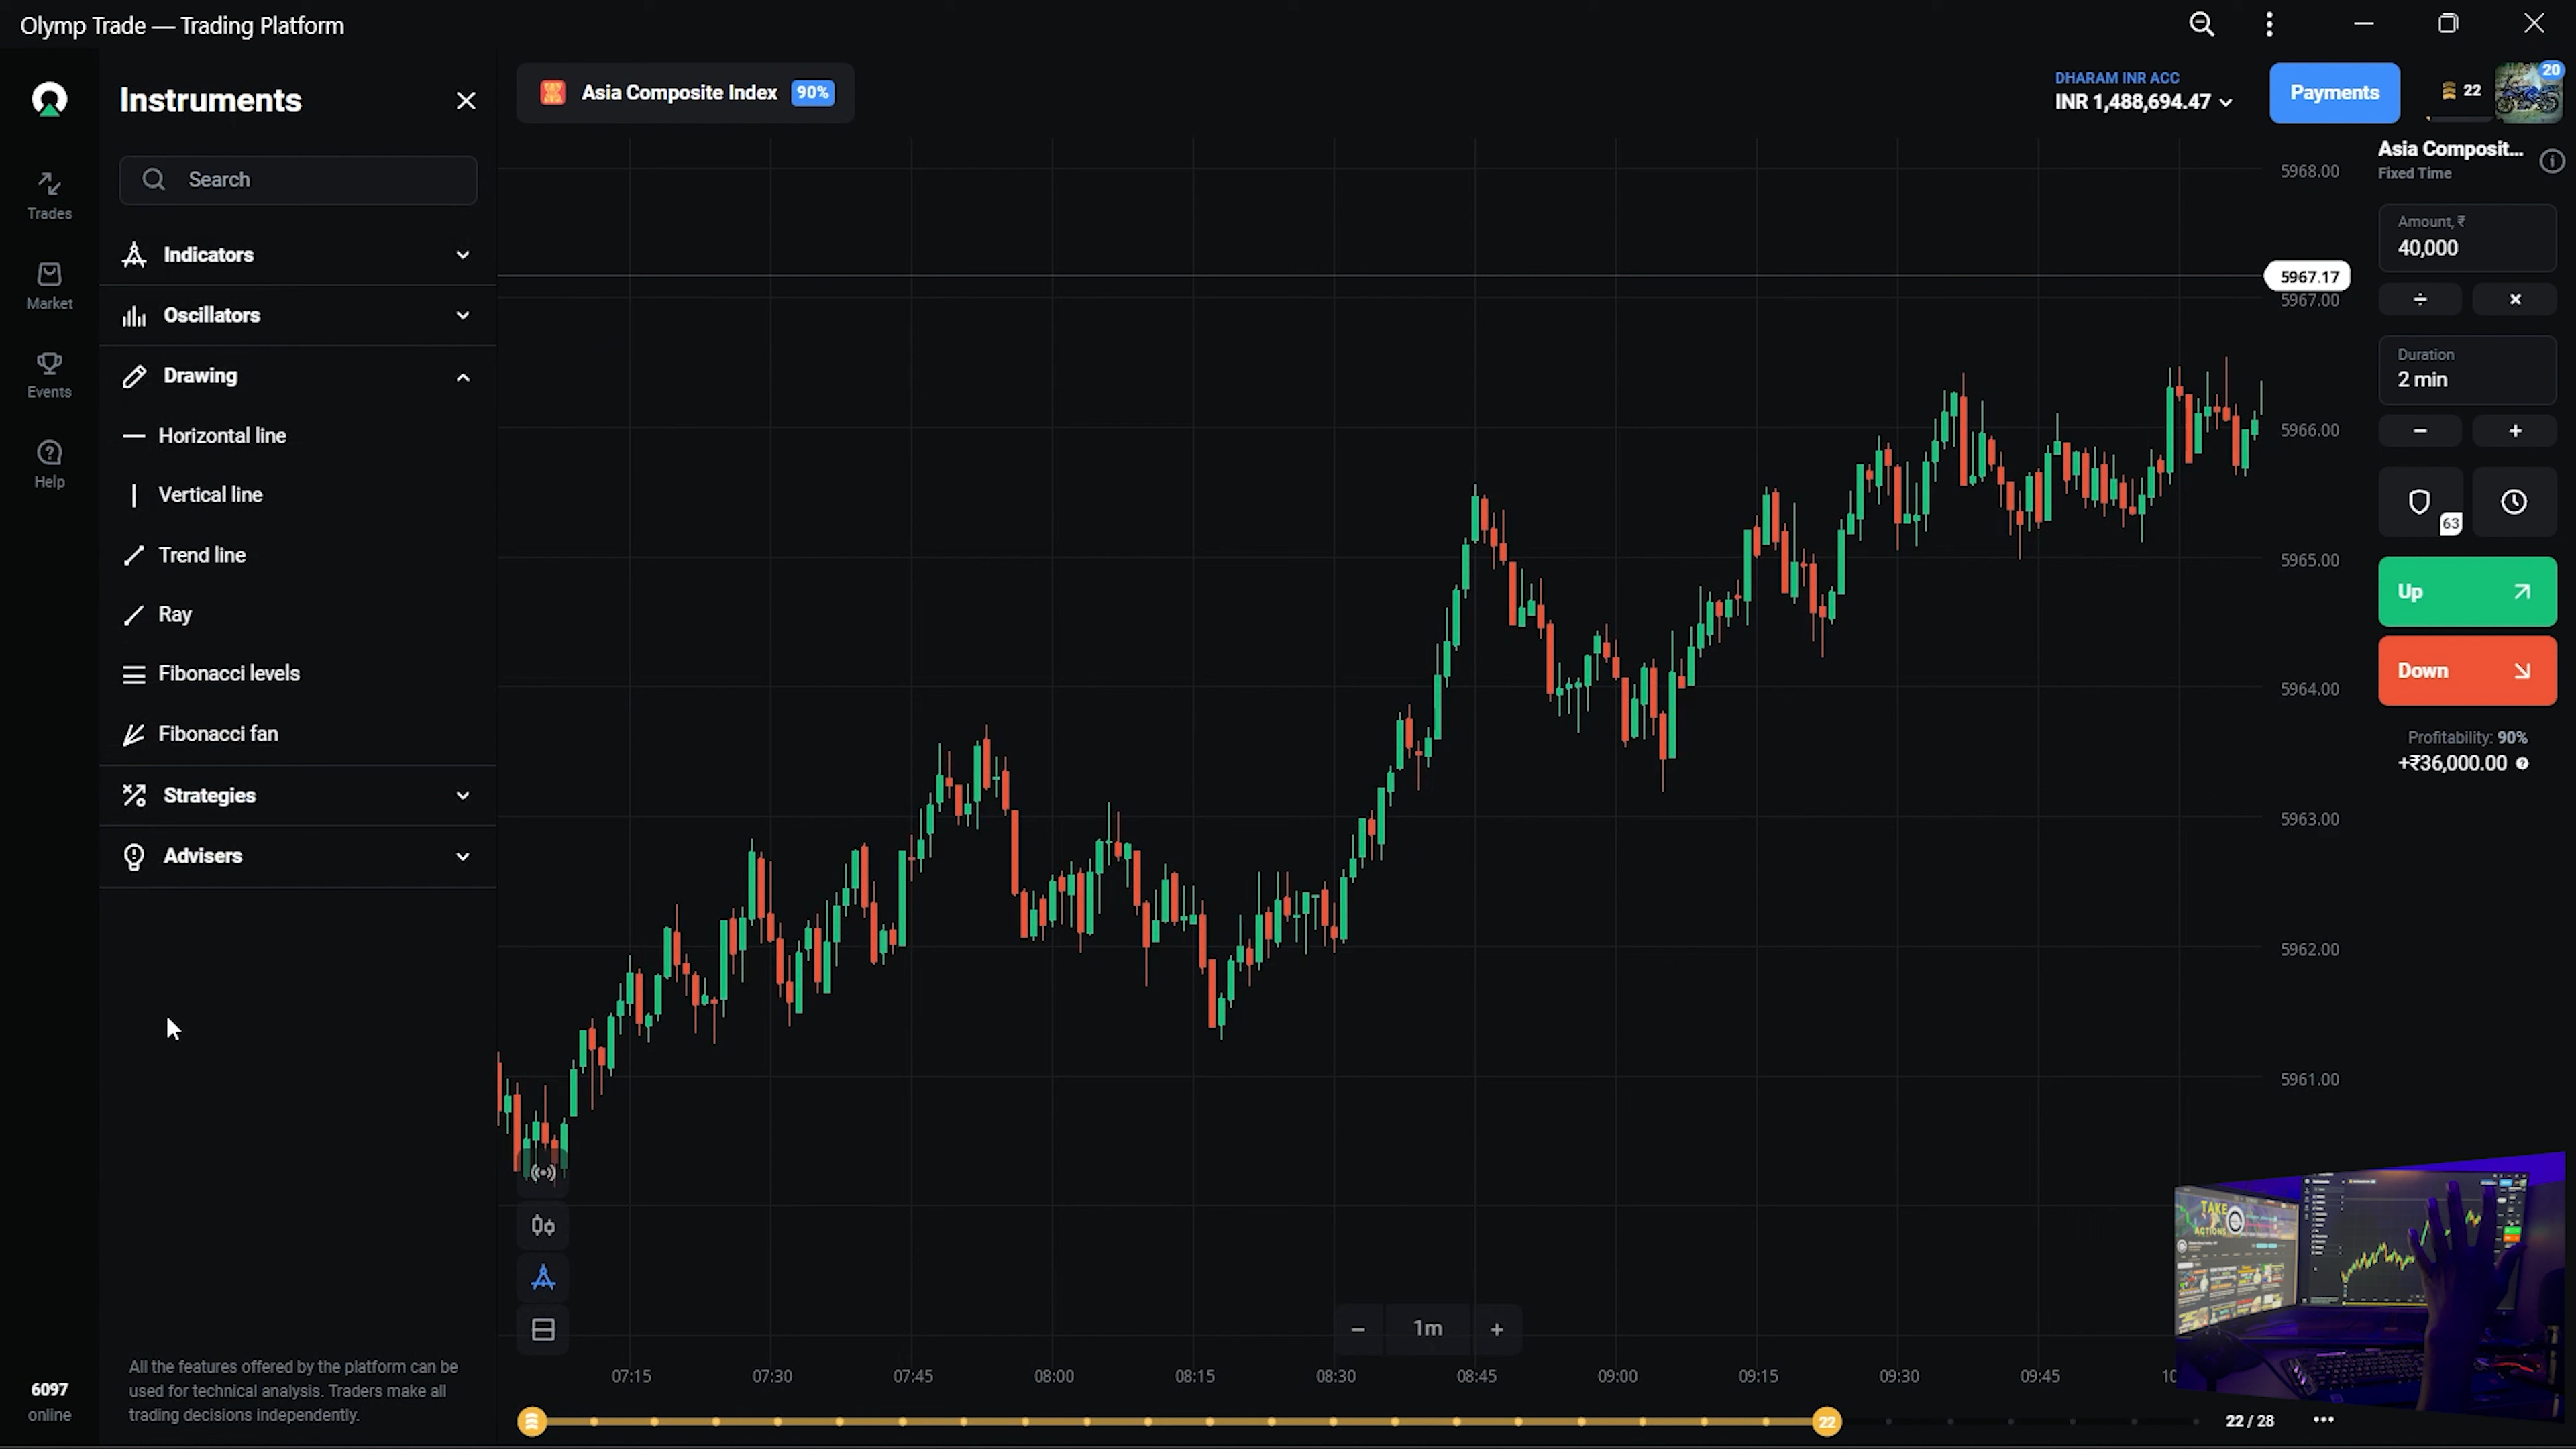 Olymp Trade — Trading Platform
Instruments
Search
Trades
Market
Events
Help
Indicators
Oscillators
Drawing
Horizontal line
Vertical line
Trend line
Ray
Fibonacci levels
Fibonacci fan
Strategies
Advisers
All the features offered by the platform can be
used for technical analysis. Traders make all
trading decisions independently.
6097
online
Asia Composite Index 90%
DHARAM INR ACC
INR 1,488,694.47
Payments
22
20
5968.00
5967.17
5967.00
5966.00
5965.00
5964.00
5963.00
5962.00
5961.00
Asia Composit...
Fixed Time
Amount, ₹
40,000
÷ ×
Duration
2 min
− +
63
Up
Down
Profitability: 90%
+₹36,000.00
− 1m +
07:15 07:30 07:45 08:00 08:15 08:30 08:45 09:00 09:15 09:30 09:45
22
22 / 28
TAKE
ACTIONS